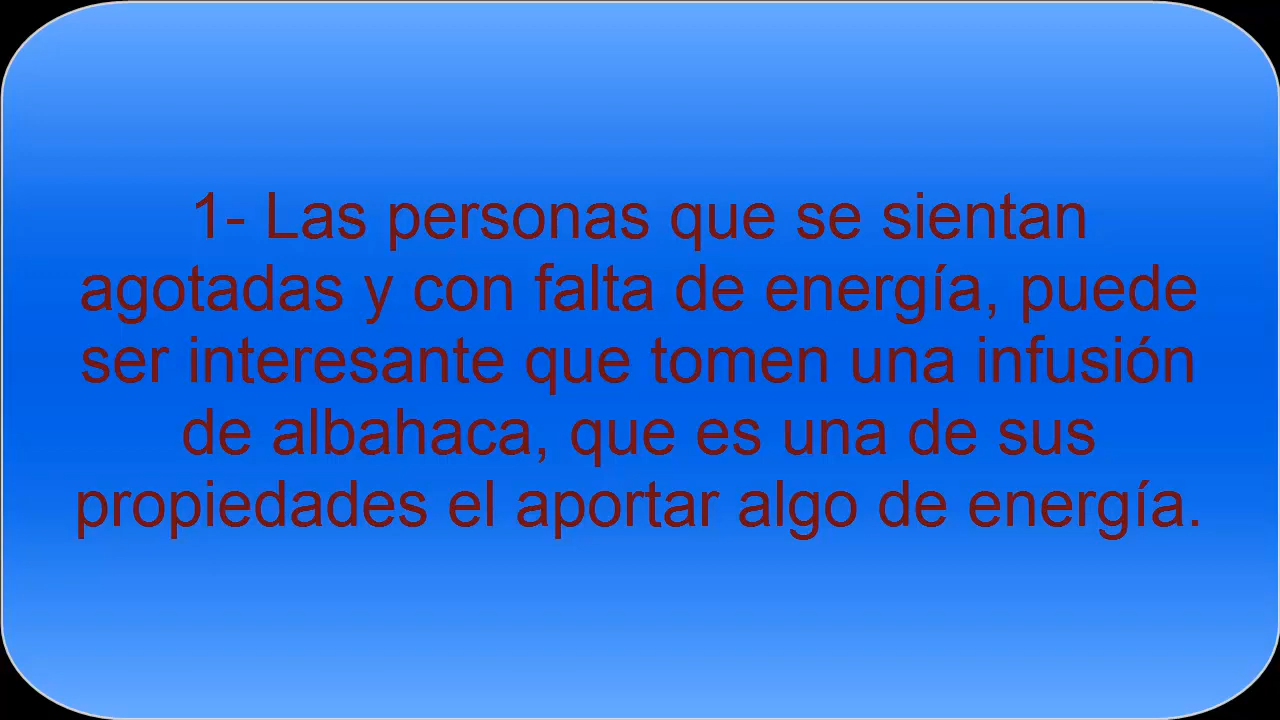 1- Las personas que se sientan
agotadas y con falta de energía, puede
ser interesante que tomen una infusión
de albahaca, que es una de sus
propiedades el aportar algo de energía.